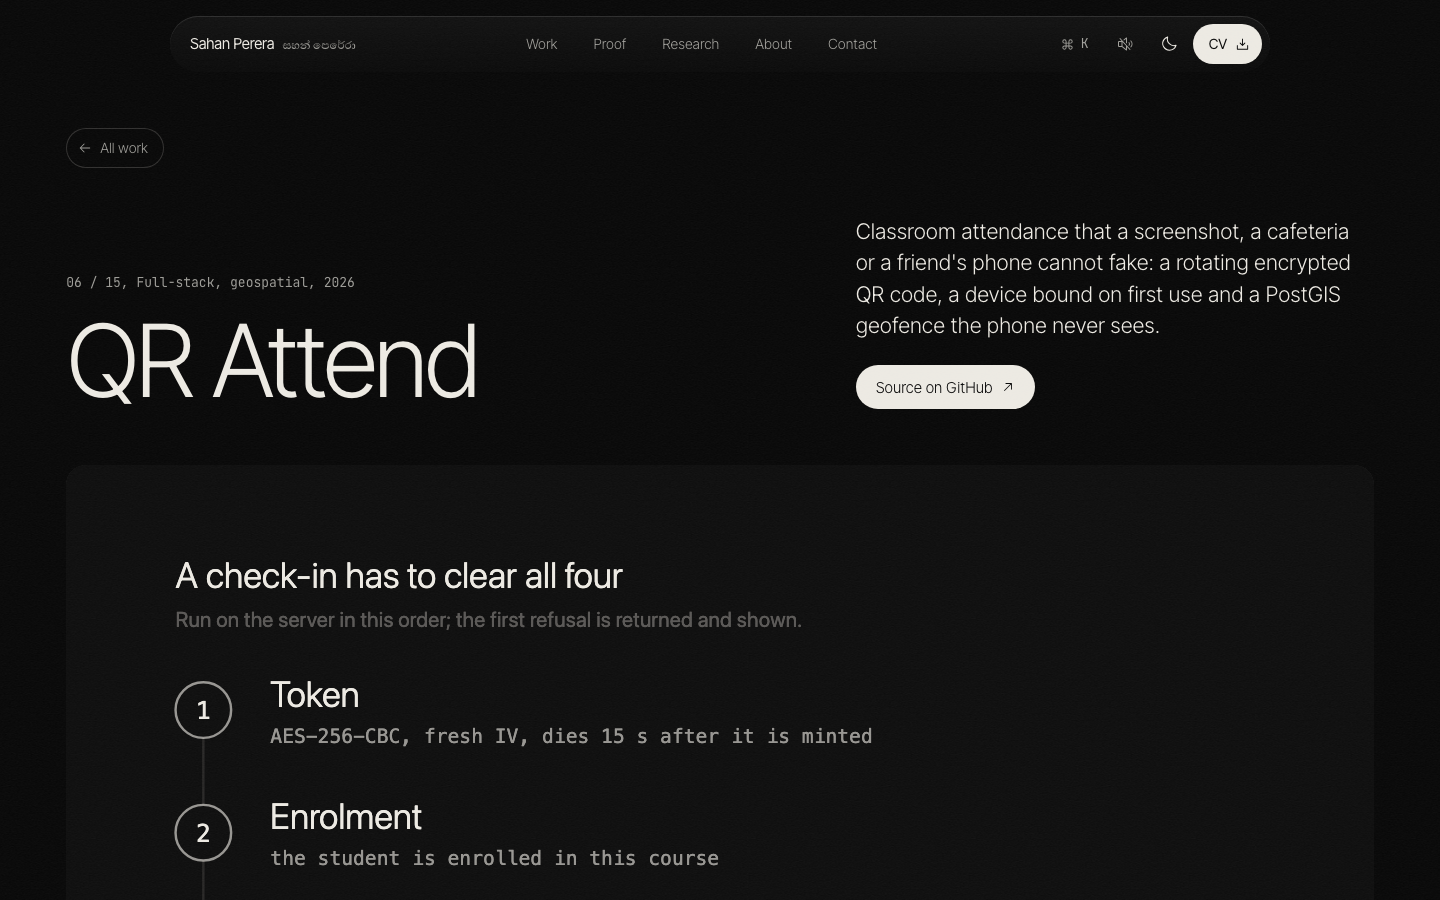 Sahan Perera සහන් පෙරේරා
Work
Proof
Research
About
Contact
⌘ K
CV
← All work
06 / 15, Full-stack, geospatial, 2026
QR Attend
Classroom attendance that a screenshot, a cafeteria
or a friend's phone cannot fake: a rotating encrypted
QR code, a device bound on first use and a PostGIS
geofence the phone never sees.
Source on GitHub ↗
A check-in has to clear all four
Run on the server in this order; the first refusal is returned and shown.
1
Token
AES-256-CBC, fresh IV, dies 15 s after it is minted
2
Enrolment
the student is enrolled in this course